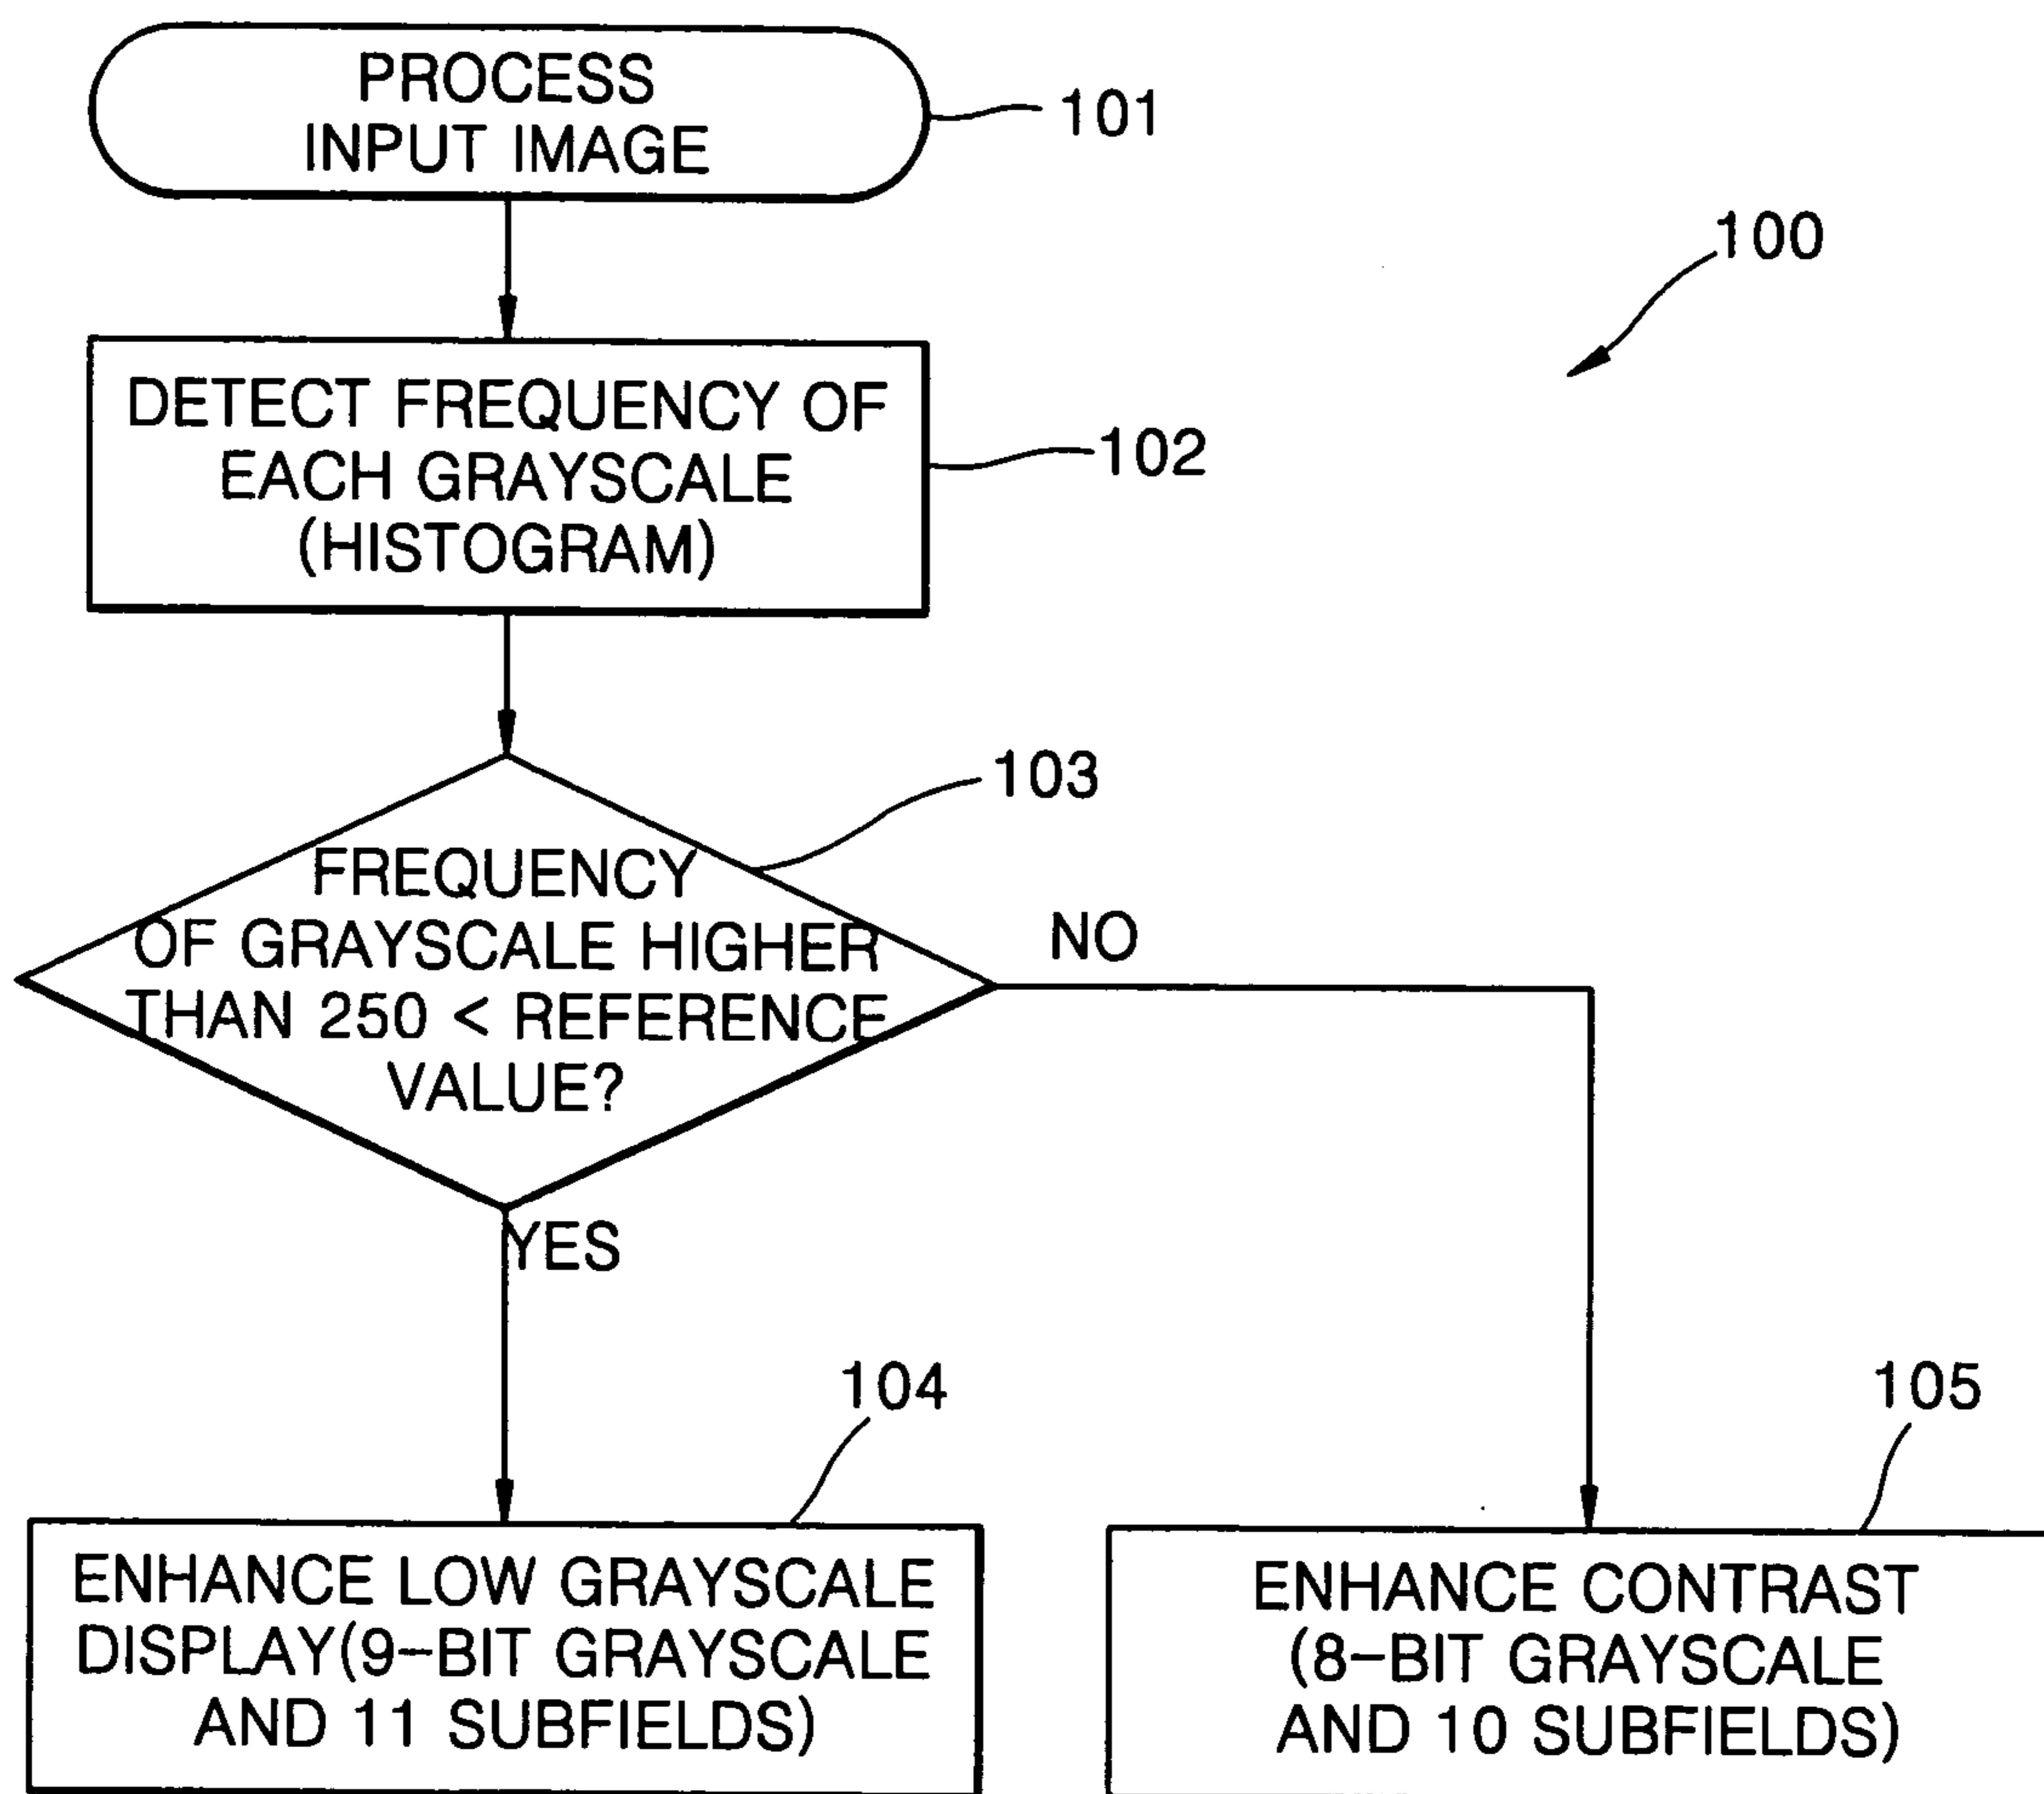 PROCESS
INPUT IMAGE
101
100
DETECT FREQUENCY OF
EACH GRAYSCALE
(HISTOGRAM)
102
103
FREQUENCY
OF GRAYSCALE HIGHER
THAN 250 < REFERENCE
VALUE?
NO
YES
104
105
ENHANCE LOW GRAYSCALE
DISPLAY(9-BIT GRAYSCALE
AND 11 SUBFIELDS)
ENHANCE CONTRAST
(8-BIT GRAYSCALE
AND 10 SUBFIELDS)